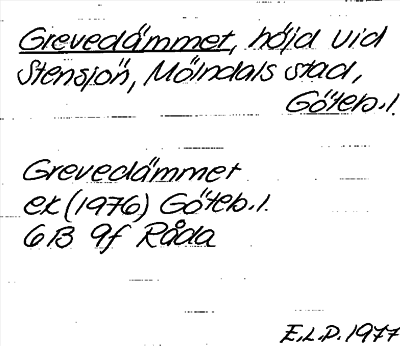 Grevedämmet, höjd vid
Stensjön, Mölndals stad,
Göteb.l.
Grevedämmet
ek (1976) Göteb.l.
6B 9f Råda
E.L.P. 1977